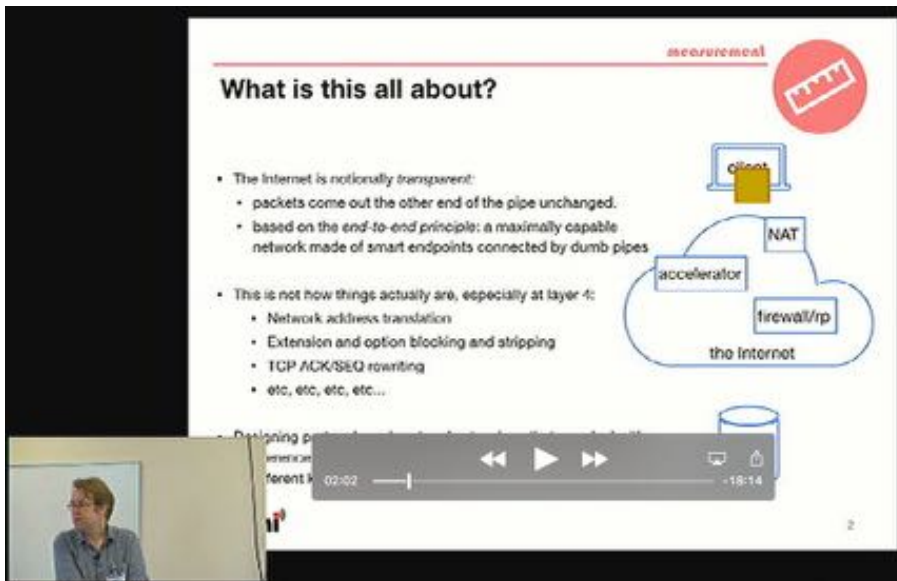 measurement
What is this all about?
• The Internet is notionally transparent:
• packets come out the other end of the pipe unchanged.
• based on the end-to-end principle: a maximally capable
network made of smart endpoints connected by dumb pipes
• This is not how things actually are, especially at layer 4:
• Network address translation
• Extension and option blocking and stripping
• TCP ACK/SEQ rewriting
• etc, etc, etc, etc...
client
NAT
accelerator
firewall/rp
the Internet
02:02
-18:14
2